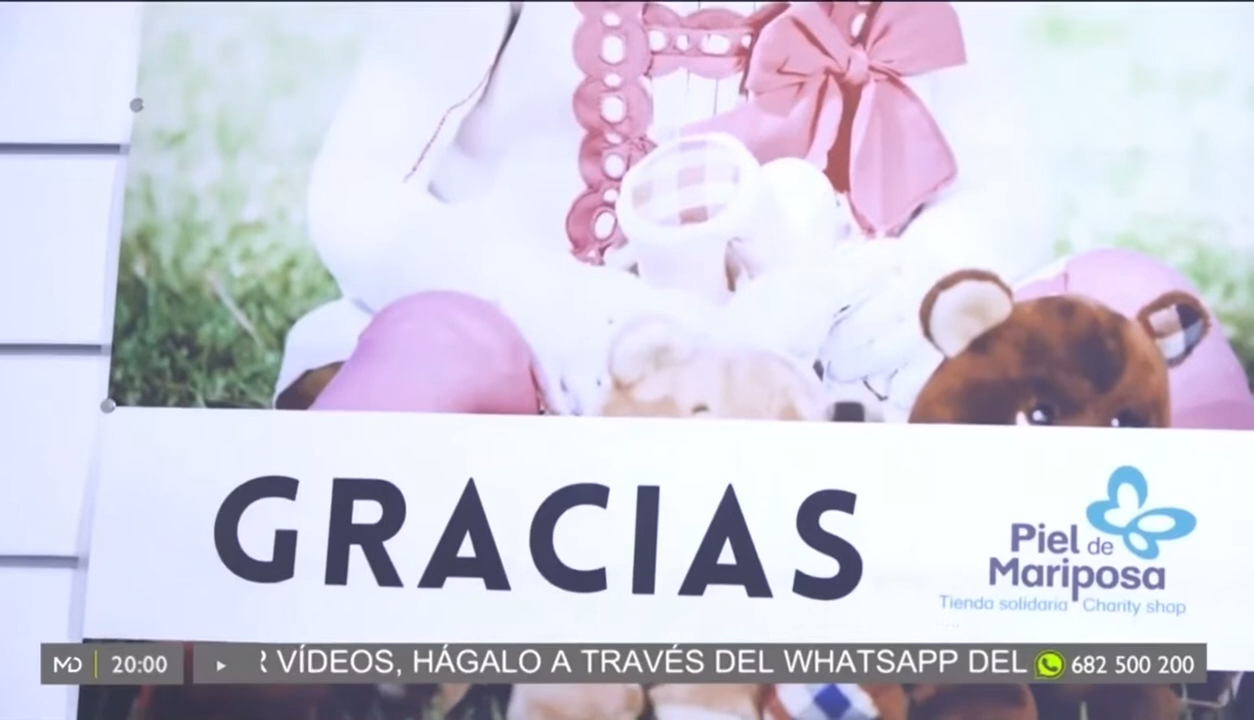 GRACIAS
Piel de
Mariposa
Tienda solidaria Charity shop
MD 20:00 VÍDEOS, HÁGALO A TRAVÉS DEL WHATSAPP DEL 682 500 200